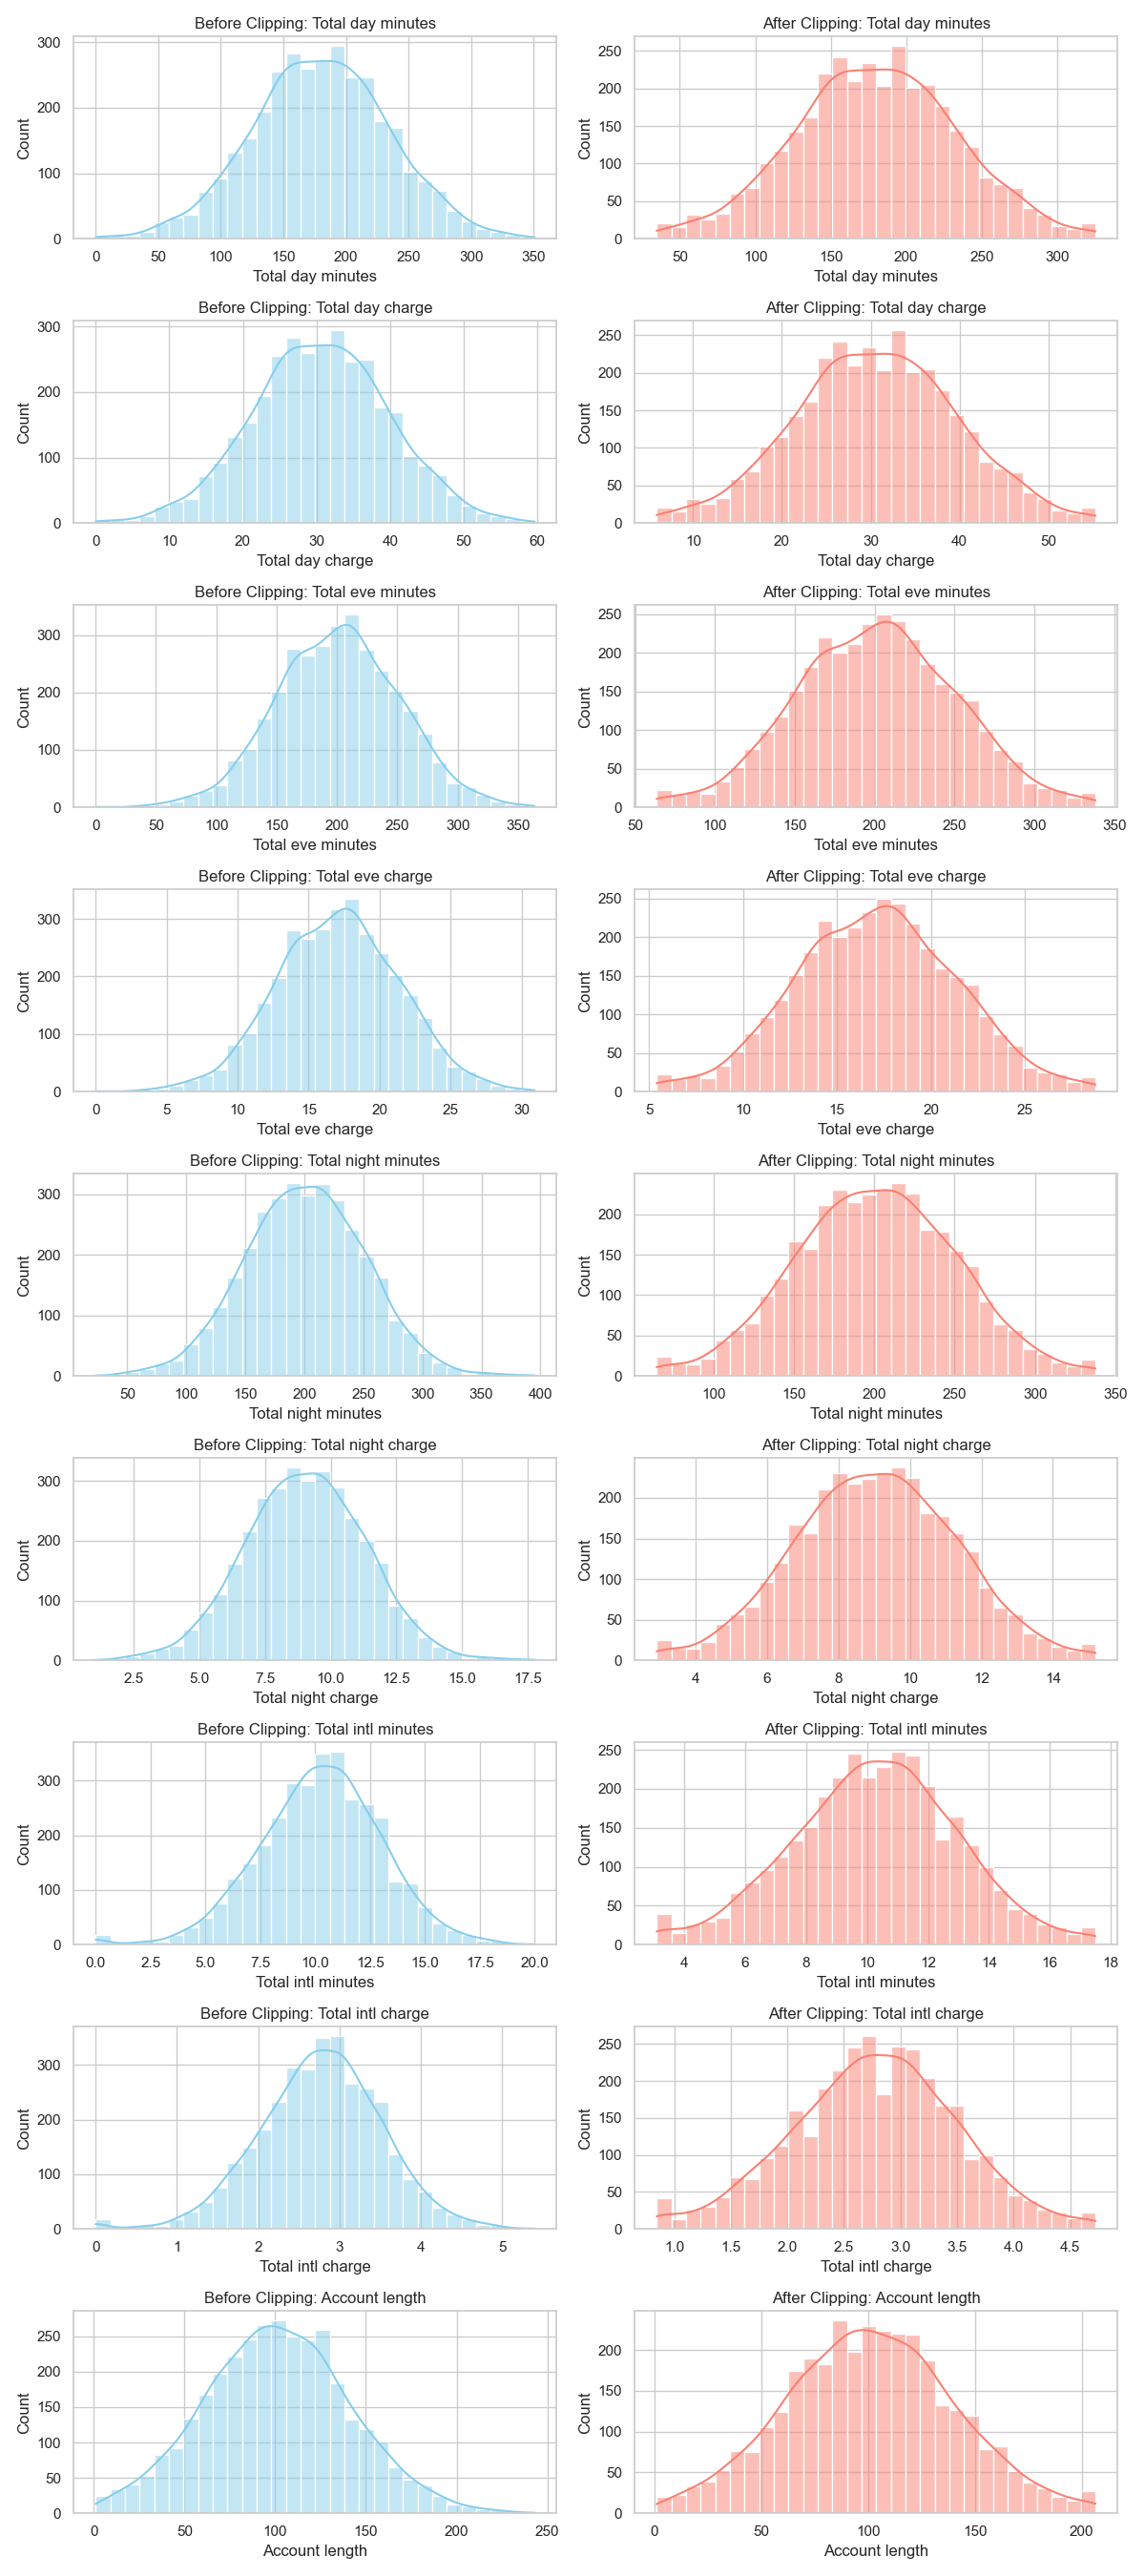 Before Clipping: Total day minutes
300
200
100
0
Count
0 50 100 150 200 250 300 350
Total day minutes
After Clipping: Total day minutes
250
200
150
100
50
0
Count
50 100 150 200 250 300
Total day minutes
Before Clipping: Total day charge
300
200
100
0
Count
0 10 20 30 40 50 60
Total day charge
After Clipping: Total day charge
250
200
150
100
50
0
Count
10 20 30 40 50
Total day charge
Before Clipping: Total eve minutes
300
200
100
0
Count
0 50 100 150 200 250 300 350
Total eve minutes
After Clipping: Total eve minutes
250
200
150
100
50
0
Count
50 100 150 200 250 300 350
Total eve minutes
Before Clipping: Total eve charge
300
200
100
0
Count
0 5 10 15 20 25 30
Total eve charge
After Clipping: Total eve charge
250
200
150
100
50
0
Count
5 10 15 20 25
Total eve charge
Before Clipping: Total night minutes
300
200
100
0
Count
50 100 150 200 250 300 350 400
Total night minutes
After Clipping: Total night minutes
200
150
100
50
0
Count
100 150 200 250 300 350
Total night minutes
Before Clipping: Total night charge
300
200
100
0
Count
2.5 5.0 7.5 10.0 12.5 15.0 17.5
Total night charge
After Clipping: Total night charge
200
150
100
50
0
Count
4 6 8 10 12 14
Total night charge
Before Clipping: Total intl minutes
300
200
100
0
Count
0.0 2.5 5.0 7.5 10.0 12.5 15.0 17.5 20.0
Total intl minutes
After Clipping: Total intl minutes
250
200
150
100
50
0
Count
4 6 8 10 12 14 16 18
Total intl minutes
Before Clipping: Total intl charge
300
200
100
0
Count
0 1 2 3 4 5
Total intl charge
After Clipping: Total intl charge
250
200
150
100
50
0
Count
1.0 1.5 2.0 2.5 3.0 3.5 4.0 4.5
Total intl charge
Before Clipping: Account length
250
200
150
100
50
0
Count
0 50 100 150 200 250
Account length
After Clipping: Account length
200
150
100
50
0
Count
0 50 100 150 200
Account length